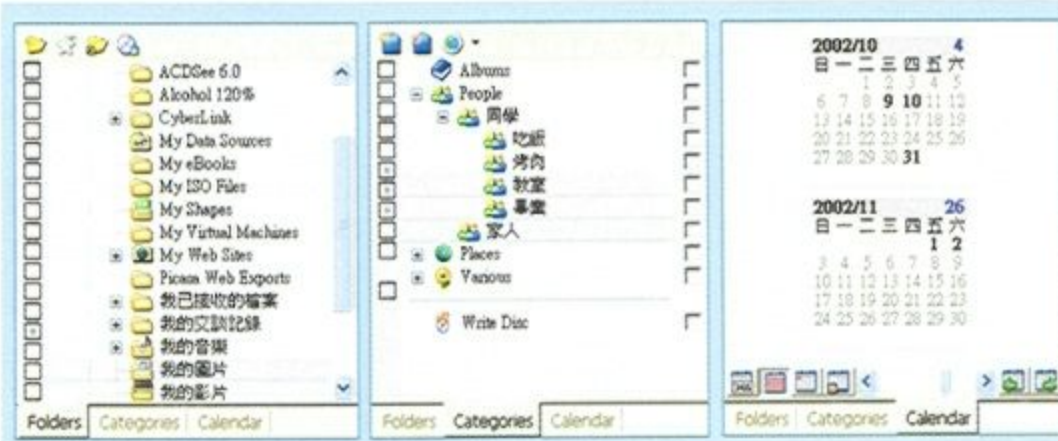 ACDSee 6.0
Alcohol 120%
CyberLink
My Data Sources
My eBooks
My ISO Files
My Shapes
My Virtual Machines
My Web Sites
Picasa Web Exports
我已接收的檔案
我的交談記錄
我的音樂
我的圖片
我的影片
Folders Categories Calendar
Albums
People
同學
吃飯
烤肉
教室
畢業
家人
Places
Various
Write Disc
Folders Categories Calendar
2002/10 4
日 一 二 三 四 五 六
1 2 3 4 5
6 7 8 9 10 11 12
13 14 15 16 17 18 19
20 21 22 23 24 25 26
27 28 29 30 31
2002/11 26
日 一 二 三 四 五 六
1 2
3 4 5 6 7 8 9
10 11 12 13 14 15 16
17 18 19 20 21 22 23
24 25 26 27 28 29 30
Folders Categories Calendar